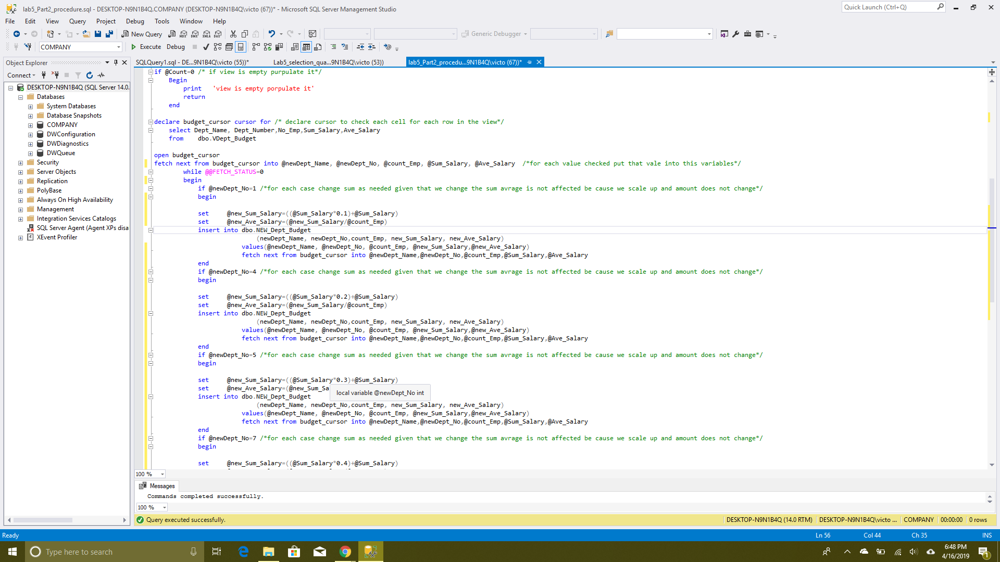 lab5_Part2_procedure.sql - DESKTOP-N9N1B4Q.COMPANY (DESKTOP-N9N1B4Q\victo (67))* - Microsoft SQL Server Management Studio
Quick Launch (Ctrl+Q)
File Edit View Query Project Debug Tools Window Help
New Query MDX DMX XMLA DAX Generic Debugger
COMPANY Execute Debug
Object Explorer
SQLQuery1.sql - DE...9N1B4Q\victo (55))* Lab5_selection_qua...9N1B4Q\victo (53)) lab5_Part2_procedu...9N1B4Q\victo (67))*
Connect
DESKTOP-N9N1B4Q (SQL Server 14.0.
Databases
System Databases
Database Snapshots
COMPANY
DWConfiguration
DWDiagnostics
DWQueue
Security
Server Objects
Replication
PolyBase
Always On High Availability
Management
Integration Services Catalogs
SQL Server Agent (Agent XPs disa
XEvent Profiler
if @Count=0 /* if view is empty purpulate it*/
Begin
print 'view is empty porpulate it'
return
end
declare budget_cursor cursor for /* declare cursor to check each cell for each row in the view*/
select Dept_Name, Dept_Number,No_Emp,Sum_Salary,Ave_Salary
from dbo.VDept_Budget
open budget_cursor
fetch next from budget_cursor into @newDept_Name, @newDept_No, @count_Emp, @Sum_Salary, @Ave_Salary /*for each value checked put that vale into this variables*/
while @@FETCH_STATUS=0
begin
if @newDept_No=1 /*for each case change sum as needed given that we change the sum avrage is not affected be cause we scale up and amount does not change*/
begin
set @new_Sum_Salary=((@Sum_Salary*0.1)+@Sum_Salary)
set @new_Ave_Salary=(@new_Sum_Salary/@count_Emp)
insert into dbo.NEW_Dept_Budget
(newDept_Name, newDept_No,count_Emp, new_Sum_Salary, new_Ave_Salary)
values(@newDept_Name, @newDept_No, @count_Emp, @new_Sum_Salary,@new_Ave_Salary)
fetch next from budget_cursor into @newDept_Name,@newDept_No,@count_Emp,@Sum_Salary,@Ave_Salary
end
if @newDept_No=4 /*for each case change sum as needed given that we change the sum avrage is not affected be cause we scale up and amount does not change*/
begin
set @new_Sum_Salary=((@Sum_Salary*0.2)+@Sum_Salary)
set @new_Ave_Salary=(@new_Sum_Salary/@count_Emp)
insert into dbo.NEW_Dept_Budget
(newDept_Name, newDept_No,count_Emp, new_Sum_Salary, new_Ave_Salary)
values(@newDept_Name, @newDept_No, @count_Emp, @new_Sum_Salary,@new_Ave_Salary)
fetch next from budget_cursor into @newDept_Name,@newDept_No,@count_Emp,@Sum_Salary,@Ave_Salary
end
if @newDept_No=5 /*for each case change sum as needed given that we change the sum avrage is not affected be cause we scale up and amount does not change*/
begin
set @new_Sum_Salary=((@Sum_Salary*0.3)+@Sum_Salary)
set @new_Ave_Salary=(@new_Sum_Sa
local variable @newDept_No int
insert into dbo.NEW_Dept_Budget
(newDept_Name, newDept_No,count_Emp, new_Sum_Salary, new_Ave_Salary)
values(@newDept_Name, @newDept_No, @count_Emp, @new_Sum_Salary,@new_Ave_Salary)
fetch next from budget_cursor into @newDept_Name,@newDept_No,@count_Emp,@Sum_Salary,@Ave_Salary
end
if @newDept_No=7 /*for each case change sum as needed given that we change the sum avrage is not affected be cause we scale up and amount does not change*/
begin
set @new_Sum_Salary=((@Sum_Salary*0.4)+@Sum_Salary)
100 %
Messages
Commands completed successfully.
100 %
Query executed successfully. DESKTOP-N9N1B4Q (14.0 RTM) DESKTOP-N9N1B4Q\victo ... COMPANY 00:00:00 0 rows
Ready Ln 56 Col 44 Ch 35 INS
Type here to search
6:48 PM
4/16/2019
1